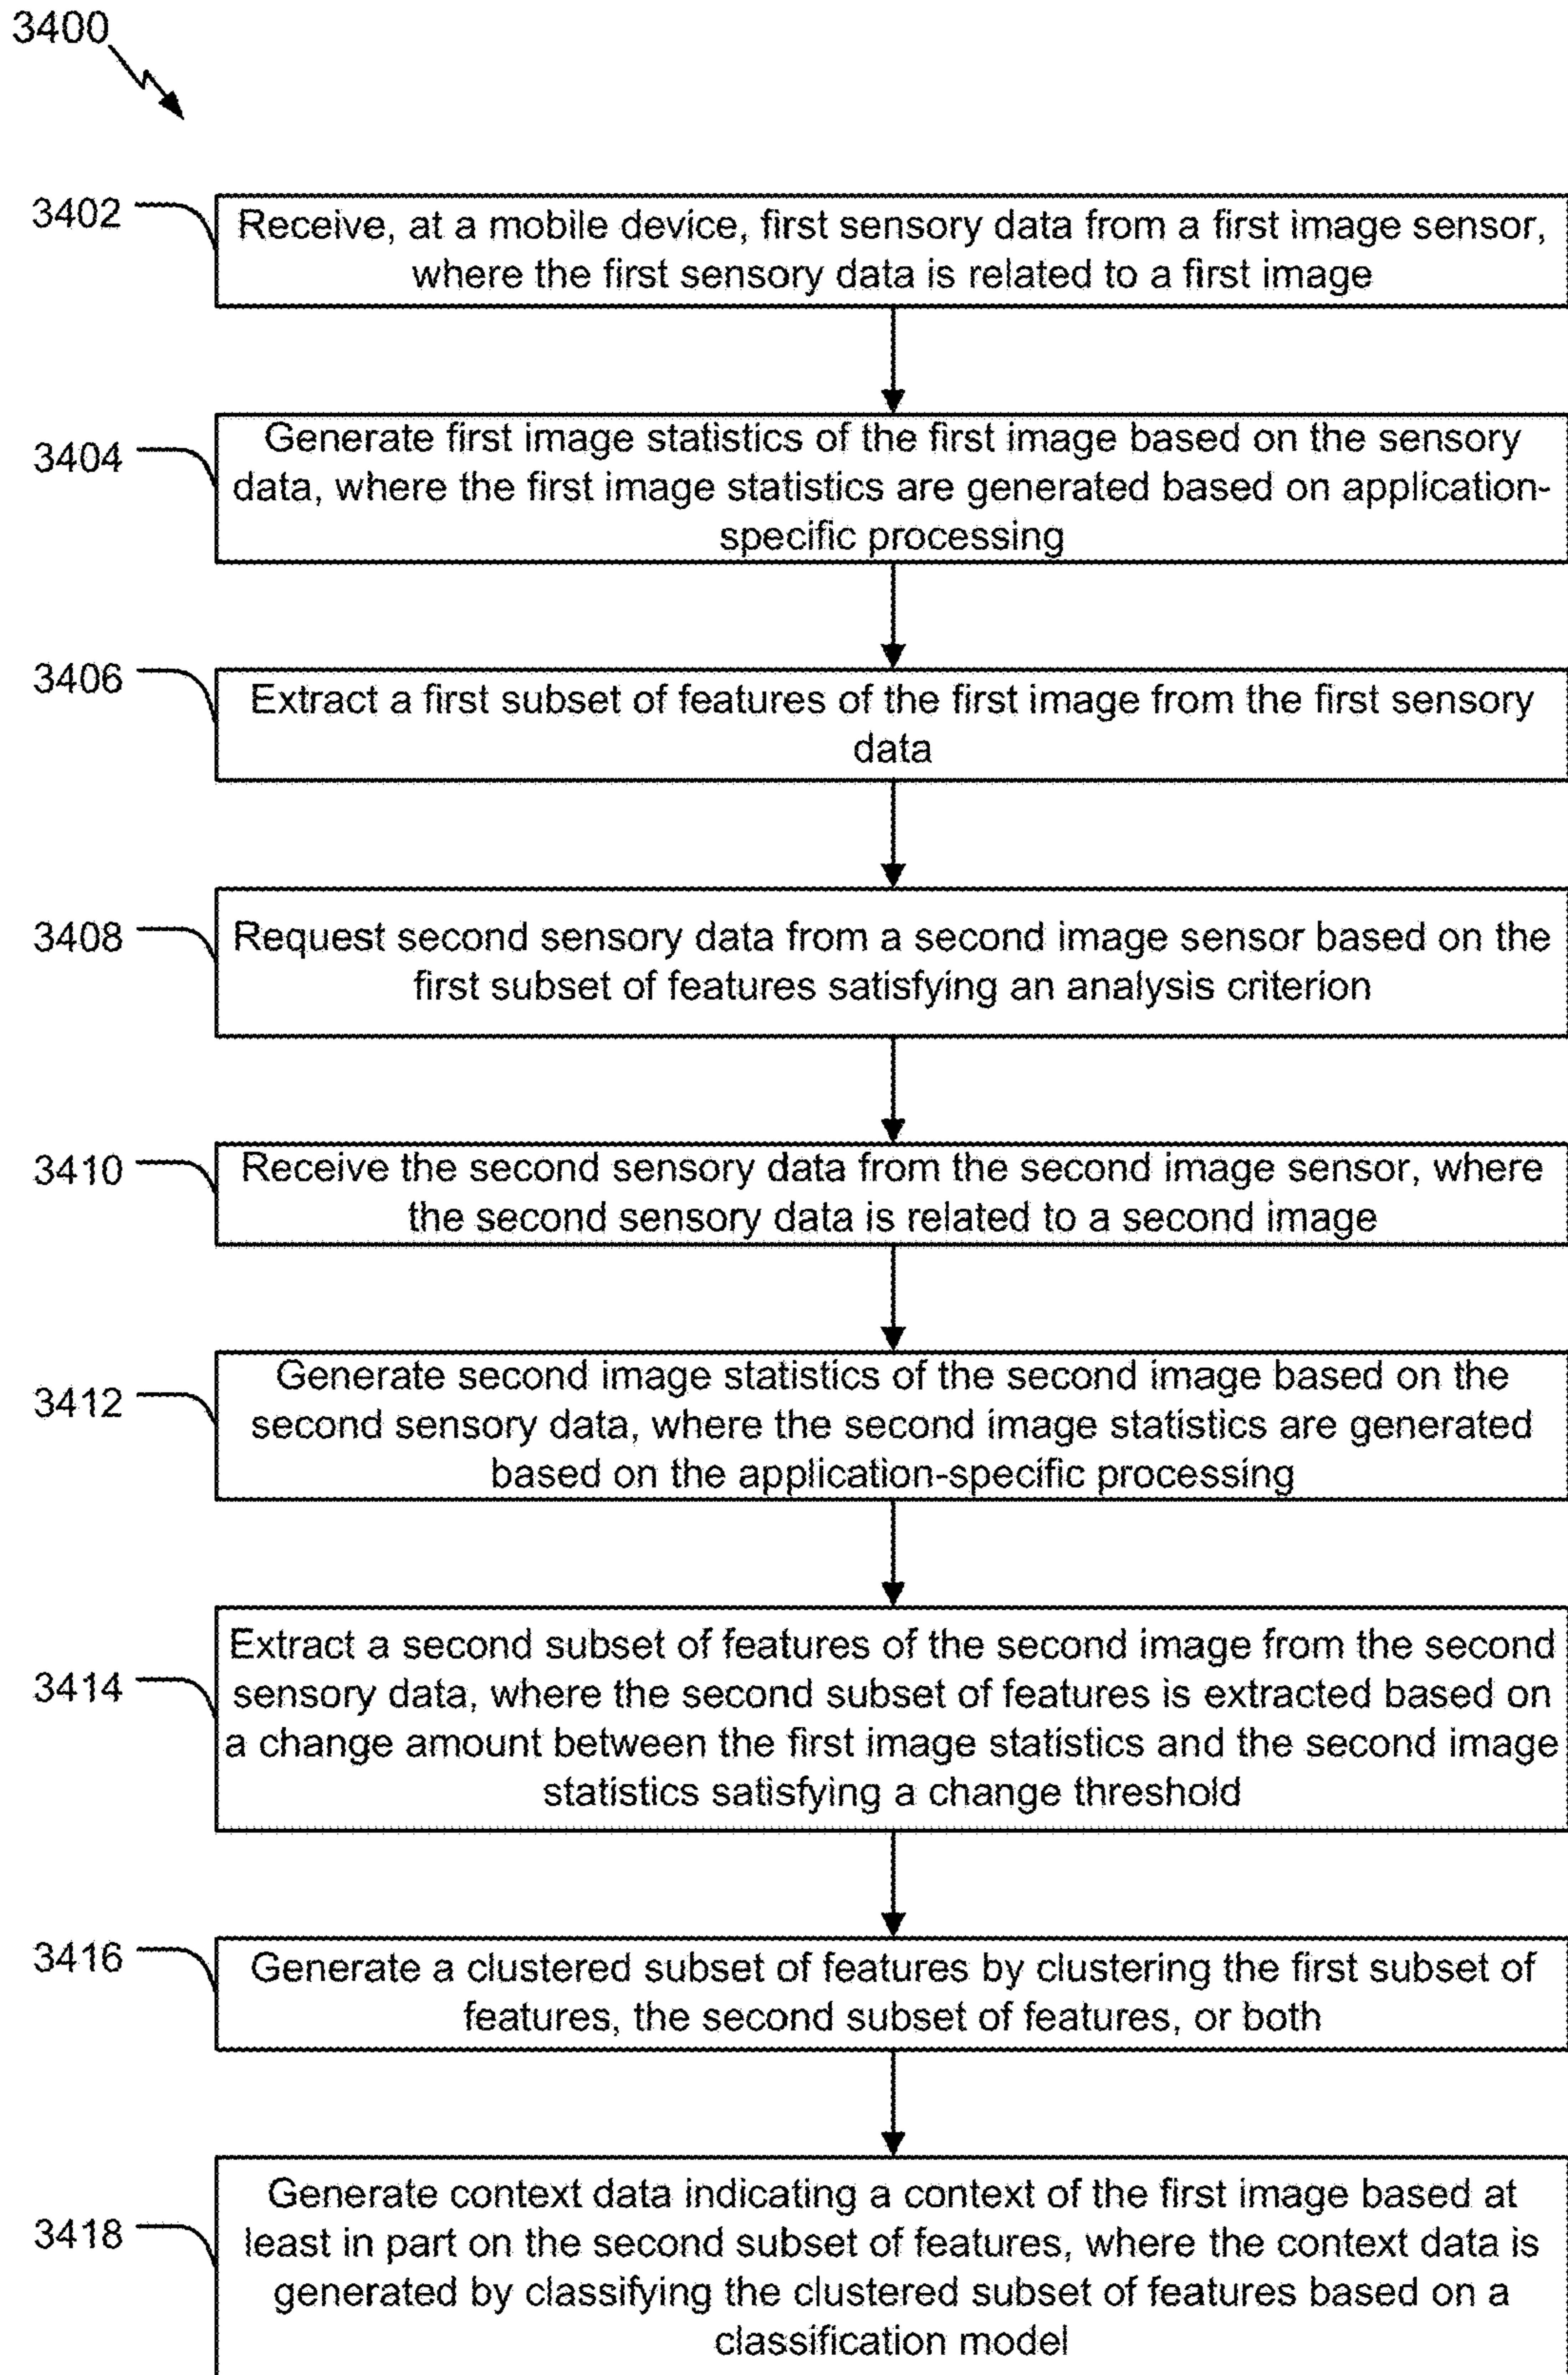 3400
3402
Receive, at a mobile device, first sensory data from a first image sensor,
where the first sensory data is related to a first image
3404
Generate first image statistics of the first image based on the sensory
data, where the first image statistics are generated based on application-
specific processing
3406
Extract a first subset of features of the first image from the first sensory
data
3408
Request second sensory data from a second image sensor based on the
first subset of features satisfying an analysis criterion
3410
Receive the second sensory data from the second image sensor, where
the second sensory data is related to a second image
3412
Generate second image statistics of the second image based on the
second sensory data, where the second image statistics are generated
based on the application-specific processing
3414
Extract a second subset of features of the second image from the second
sensory data, where the second subset of features is extracted based on
a change amount between the first image statistics and the second image
statistics satisfying a change threshold
3416
Generate a clustered subset of features by clustering the first subset of
features, the second subset of features, or both
3418
Generate context data indicating a context of the first image based at
least in part on the second subset of features, where the context data is
generated by classifying the clustered subset of features based on a
classification model